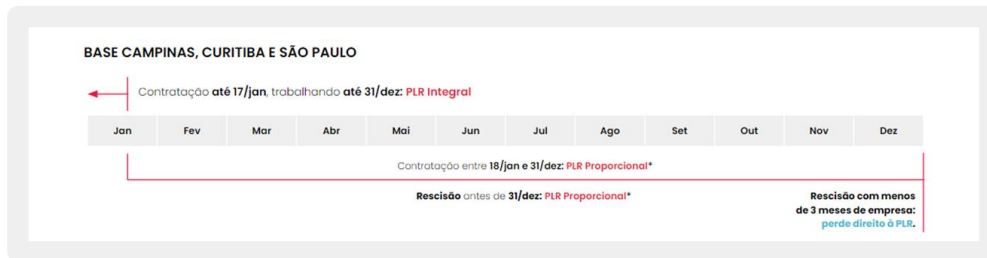 BASE CAMPINAS, CURITIBA E SÃO PAULO
Contratação até 17/jan, trabalhando até 31/dez: PLR Integral
Jan Fev Mar Abr Mai Jun Jul Ago Set Out Nov Dez
Contratação entre 18/jan e 31/dez: PLR Proporcional*
Rescisão antes de 31/dez: PLR Proporcional*
Rescisão com menos
de 3 meses de empresa:
perde direito à PLR.